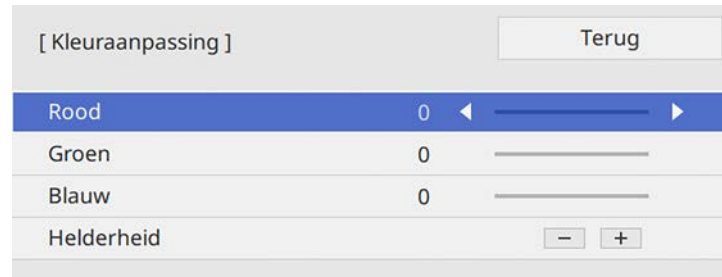 [ Kleuraanpassing ] Terug
Rood 0
Groen 0
Blauw 0
Helderheid − +